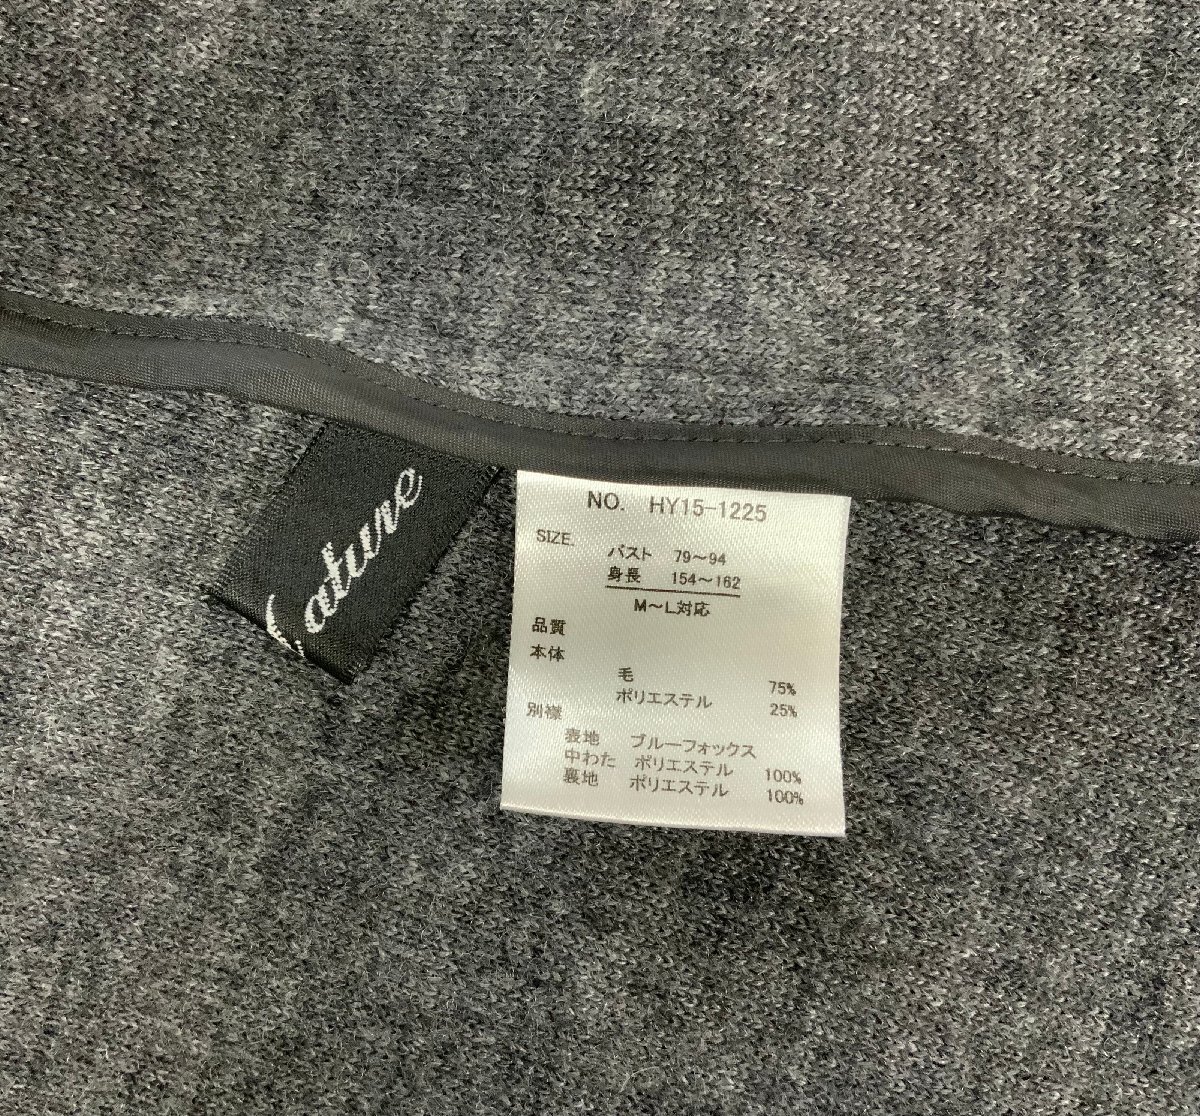 ature
NO. HY15-1225
SIZE.
バスト 79～94
身長 154～162
M～L対応
品質
本体
毛 75%
ポリエステル 25%
別襟
表地 ブルーフォックス
中わた ポリエステル 100%
裏地 ポリエステル 100%